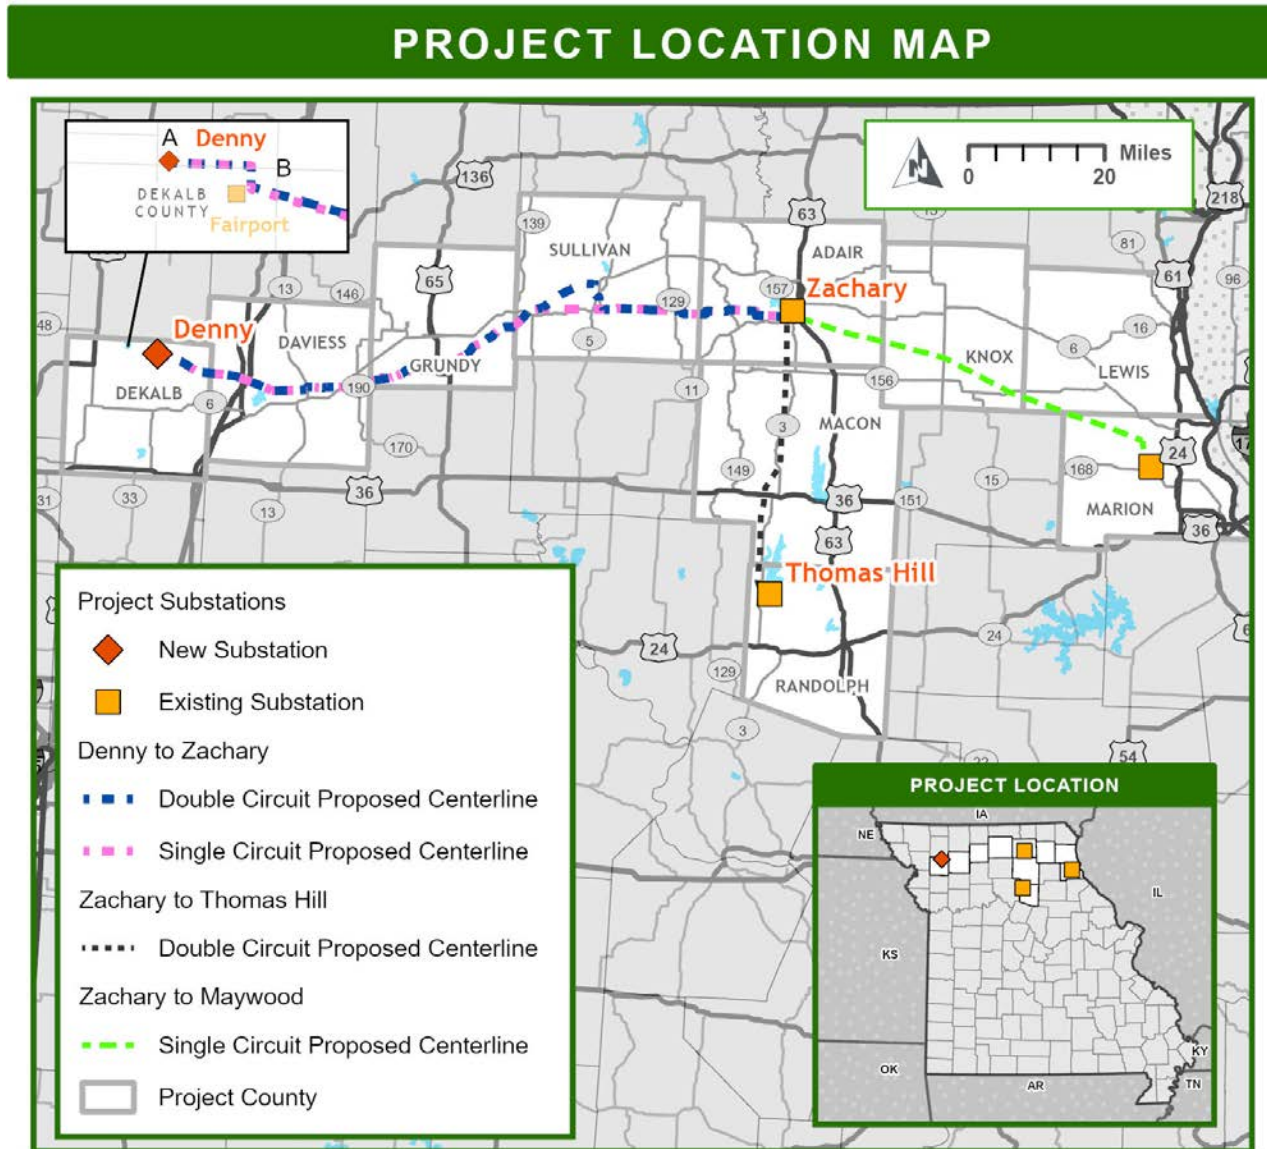 PROJECT LOCATION MAP
A
Denny
B
DEKALB
COUNTY
Fairport
136
N
Miles
0
20
218
63
139
SULLIVAN
ADAIR
81
61
96
65
13
146
157
Zachary
129
48
Denny
DAVIESS
5
16
6
KNOX
LEWIS
GRUNDY
190
DEKALB
6
11
156
3
MACON
170
149
24
168
36
31
33
13
36
151
15
MARION
36
63
Thomas Hill
24
24
129
RANDOLPH
3
54
Project Substations
New Substation
Existing Substation
Denny to Zachary
Double Circuit Proposed Centerline
Single Circuit Proposed Centerline
Zachary to Thomas Hill
Double Circuit Proposed Centerline
Zachary to Maywood
Single Circuit Proposed Centerline
Project County
PROJECT LOCATION
IA
NE
IL
KS
KY
OK
AR
TN